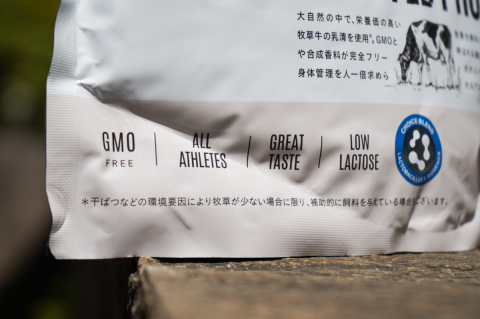 大自然の中で、栄養価の高い
牧草牛の乳清を使用*。GMOと
や合成香料が完全フリー
身体管理を人一倍求めら
GMO
FREE
ALL
ATHLETES
GREAT
TASTE
LOW
LACTOSE
CHOICE BLEND
LACTOBACILLUS &
*干ばつなどの環境要因により牧草が少ない場合に限り、補助的に飼料を与えている場合がございます。